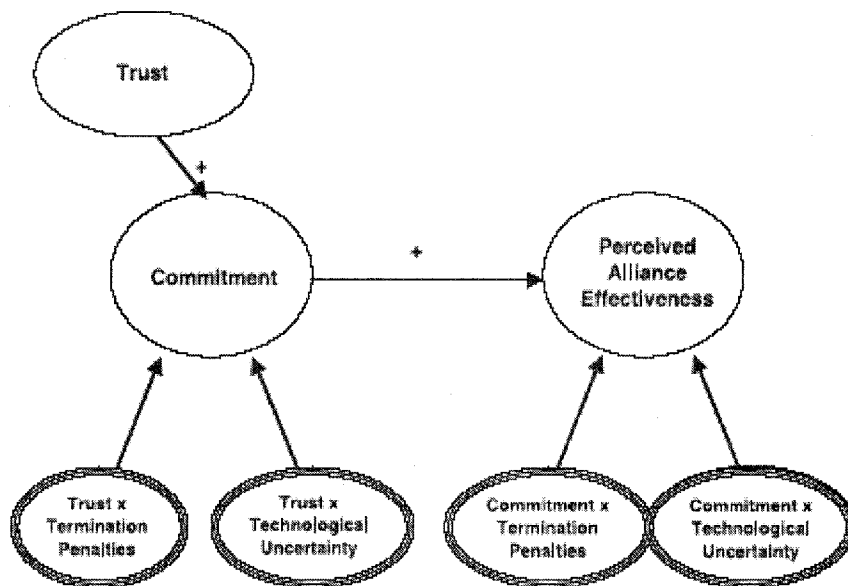 Trust
+
Commitment
+
Perceived
Alliance
Effectiveness
Trust x
Termination
Penalties
Trust x
Technological
Uncertainty
Commitment x
Termination
Penalties
Commitment x
Technological
Uncertainty